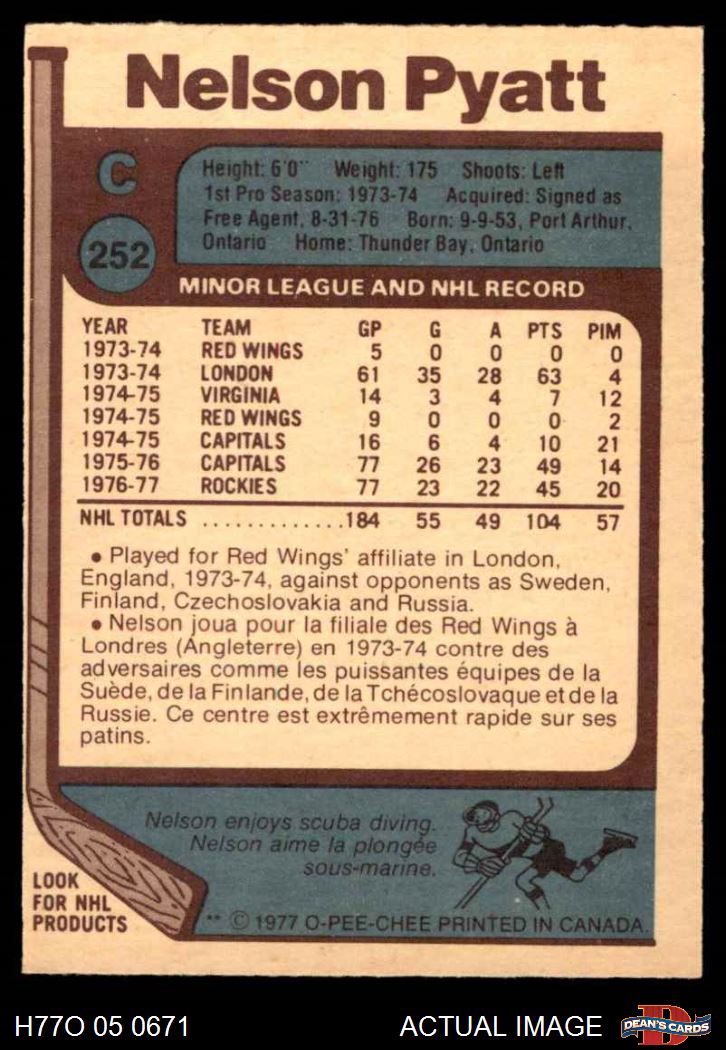 Nelson Pyatt
C
252
Height: 6'0" Weight: 175 Shoots: Left
1st Pro Season: 1973-74 Acquired: Signed as
Free Agent, 8-31-76 Born: 9-9-53, Port Arthur,
Ontario Home: Thunder Bay, Ontario
MINOR LEAGUE AND NHL RECORD
YEAR TEAM GP G A PTS PIM
1973-74 RED WINGS 5 0 0 0 0
1973-74 LONDON 61 35 28 63 4
1974-75 VIRGINIA 14 3 4 7 12
1974-75 RED WINGS 9 0 0 0 2
1974-75 CAPITALS 16 6 4 10 21
1975-76 CAPITALS 77 26 23 49 14
1976-77 ROCKIES 77 23 22 45 20
NHL TOTALS .............184 55 49 104 57
• Played for Red Wings' affiliate in London,
England, 1973-74, against opponents as Sweden,
Finland, Czechoslovakia and Russia.
• Nelson joua pour la filiale des Red Wings à
Londres (Angleterre) en 1973-74 contre des
adversaires comme les puissantes équipes de la
Suède, de la Finlande, de la Tchécoslovaque et de la
Russie. Ce centre est extrêmement rapide sur ses
patins.
Nelson enjoys scuba diving.
Nelson aime la plongée
sous-marine.
LOOK
FOR NHL
PRODUCTS
** © 1977 O-PEE-CHEE PRINTED IN CANADA.
H77O 05 0671 ACTUAL IMAGE
D
DEAN'S CARDS